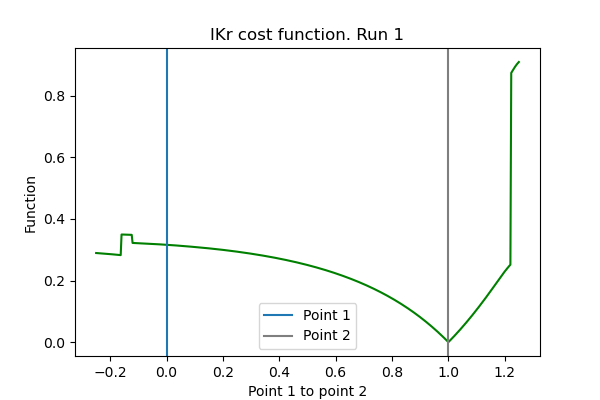 IKr cost function. Run 1
Function
0.8
0.6
0.4
0.2
0.0
Point 1
Point 2
−0.2 0.0 0.2 0.4 0.6 0.8 1.0 1.2
Point 1 to point 2